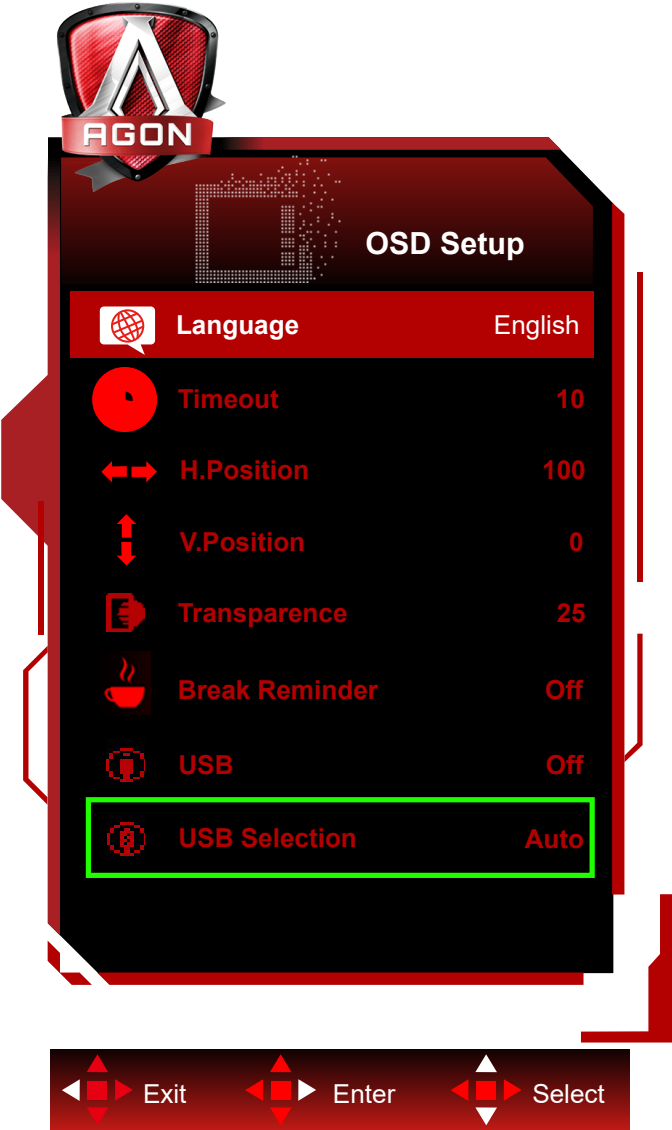 AGON
OSD Setup
Language English
Timeout 10
H.Position 100
V.Position 0
Transparence 25
Break Reminder Off
USB Off
USB Selection Auto
Exit Enter Select